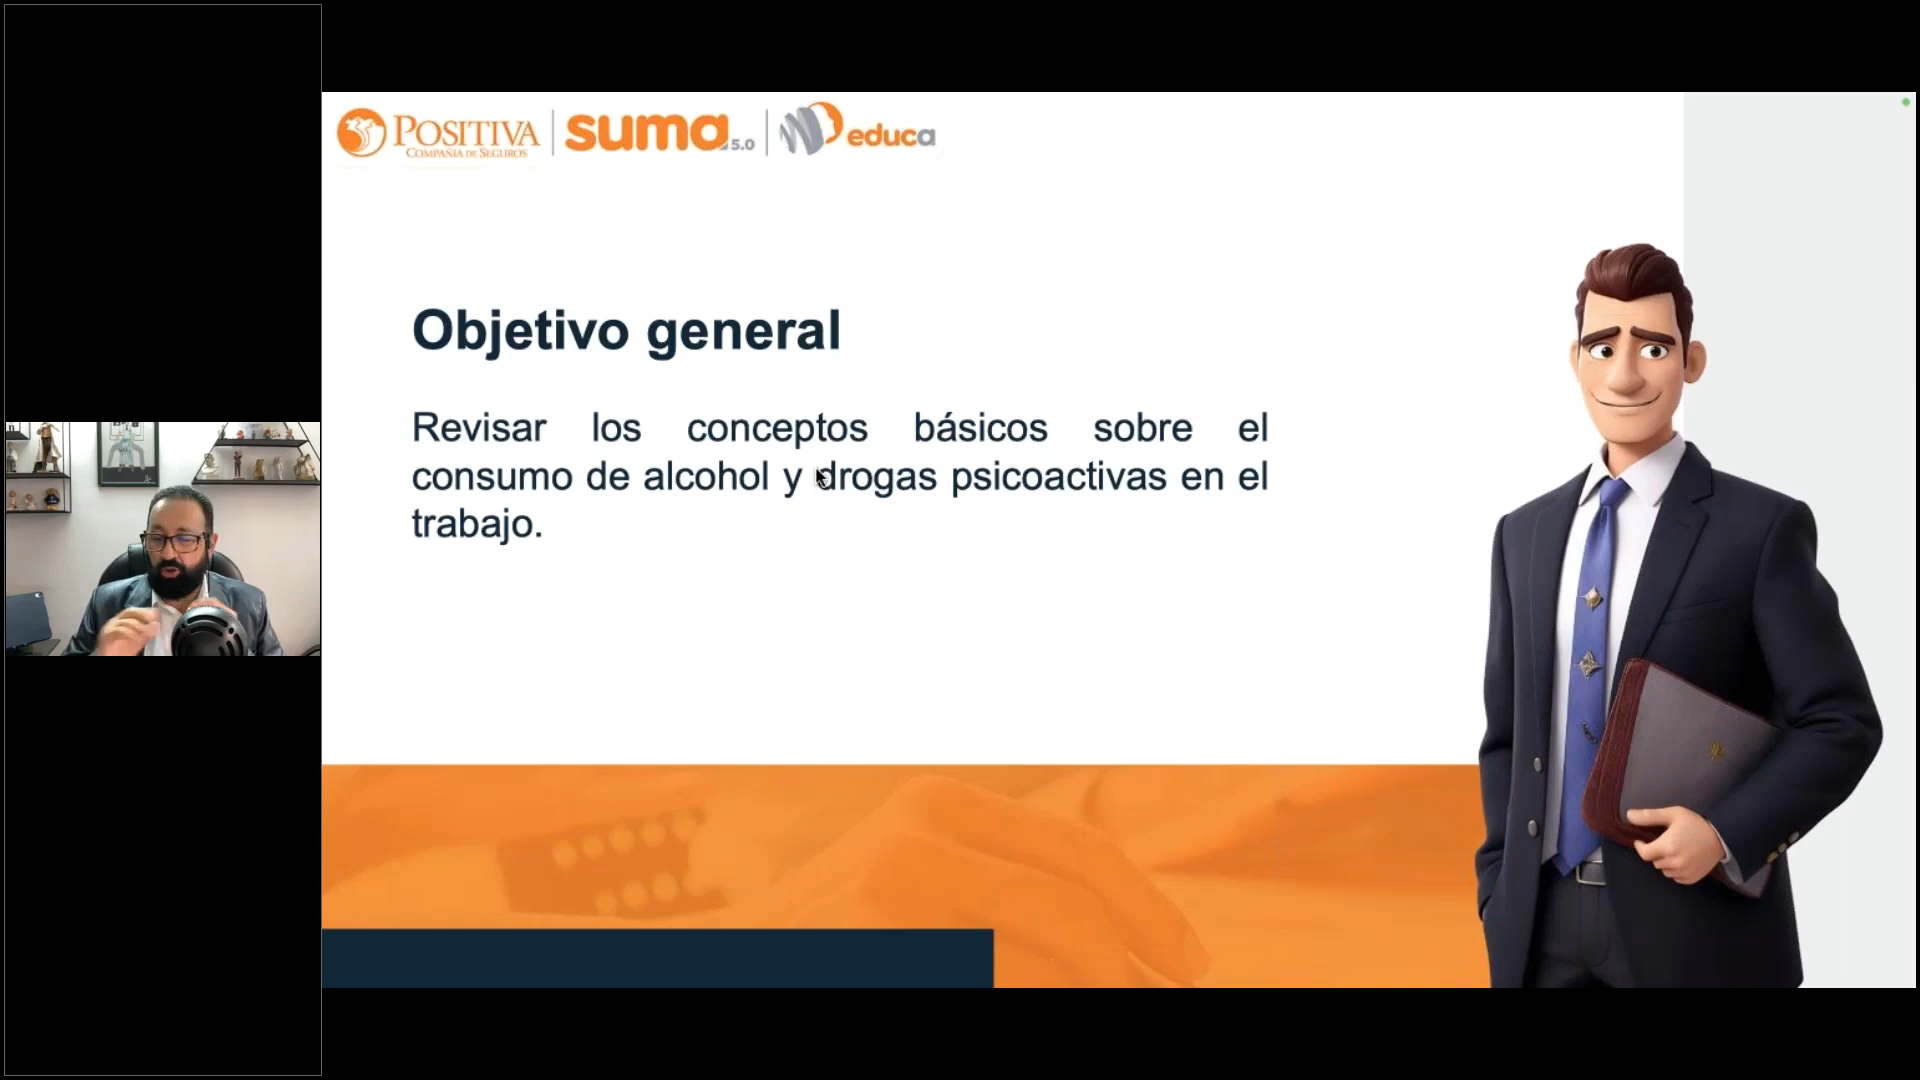 POSITIVA
COMPAÑIA DE SEGUROS
suma 5.0
educa
Objetivo general
Revisar los conceptos básicos sobre el
consumo de alcohol y drogas psicoactivas en el
trabajo.